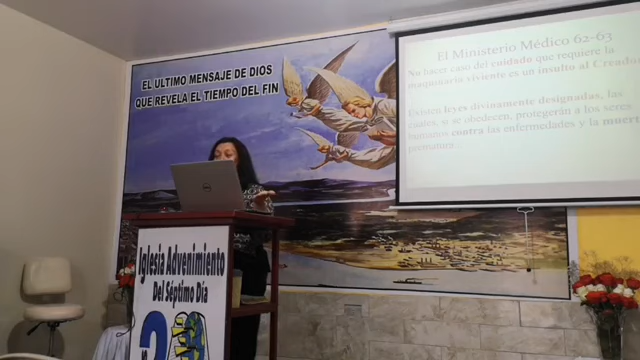 EL ULTIMO MENSAJE DE DIOS
QUE REVELA EL TIEMPO DEL FIN
El Ministerio Médico 62-63
No hacer caso del cuidado que requiere la
maquinaria viviente es un insulto al Creador
Existen leyes divinamente designadas, las
cuales, si se obedecen, protegerán a los seres
humanos contra las enfermedades y la muerte
prematura.
DELL
Iglesia Advenimiento
Del Séptimo Día